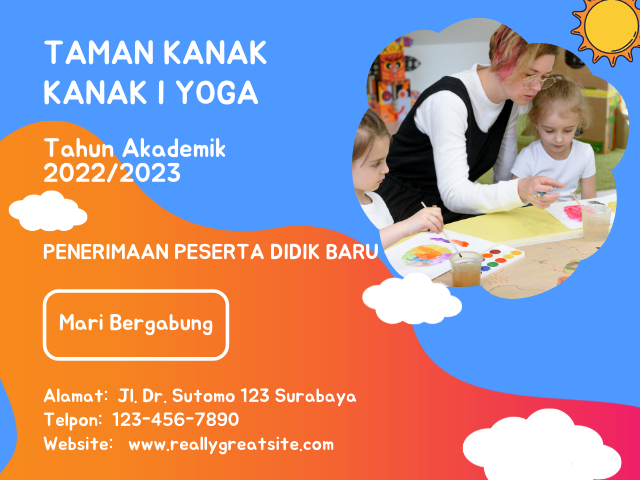 TAMAN KANAK
KANAK I YOGA
Tahun Akademik
2022/2023
PENERIMAAN PESERTA DIDIK BARU
Mari Bergabung
Alamat: Jl. Dr. Sutomo 123 Surabaya
Telpon: 123-456-7890
Website: www.reallygreatsite.com